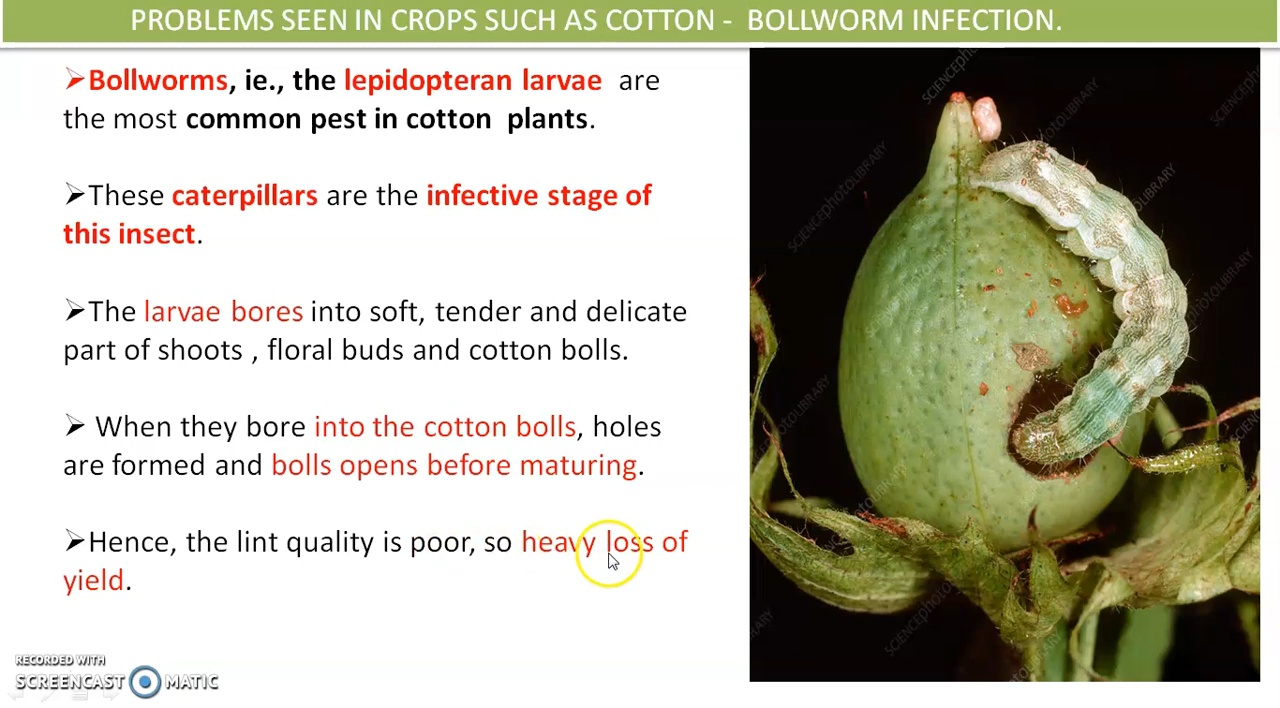 PROBLEMS SEEN IN CROPS SUCH AS COTTON - BOLLWORM INFECTION.
➢Bollworms, ie., the lepidopteran larvae are
the most common pest in cotton plants.
➢These caterpillars are the infective stage of
this insect.
➢The larvae bores into soft, tender and delicate
part of shoots , floral buds and cotton bolls.
➢ When they bore into the cotton bolls, holes
are formed and bolls opens before maturing.
➢Hence, the lint quality is poor, so heavy loss of
yield.
RECORDED WITH
SCREENCAST MATIC
SCIENCEphotoLIBRARY